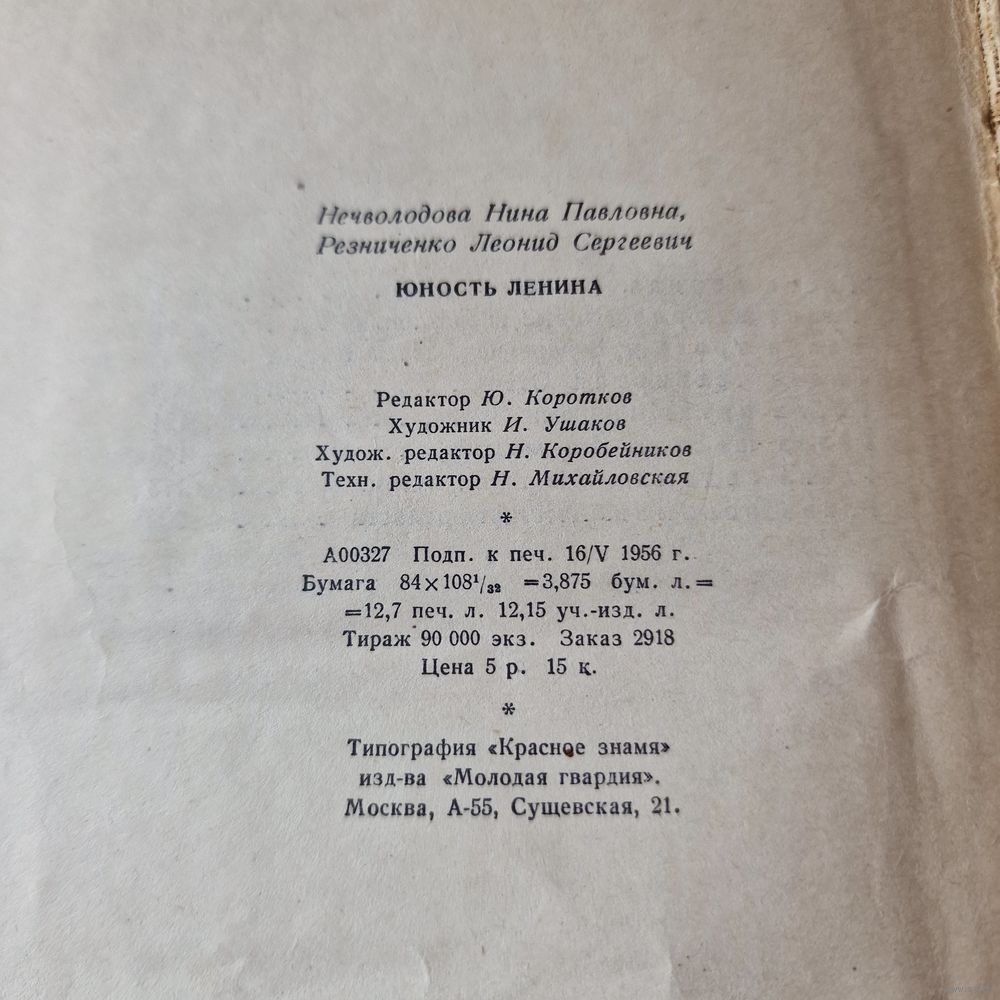 Нечволодова Нина Павловна,
Резниченко Леонид Сергеевич
ЮНОСТЬ ЛЕНИНА
Редактор Ю. Коротков
Художник И. Ушаков
Худож. редактор Н. Коробейников
Техн. редактор Н. Михайловская
*
А00327 Подп. к печ. 16/V 1956 г.
Бумага 84×108¹/₃₂ =3,875 бум. л.=
=12,7 печ. л. 12,15 уч.-изд. л.
Тираж 90 000 экз. Заказ 2918
Цена 5 р. 15 к.
*
Типография «Красное знамя»
изд-ва «Молодая гвардия».
Москва, А-55, Сущевская, 21.